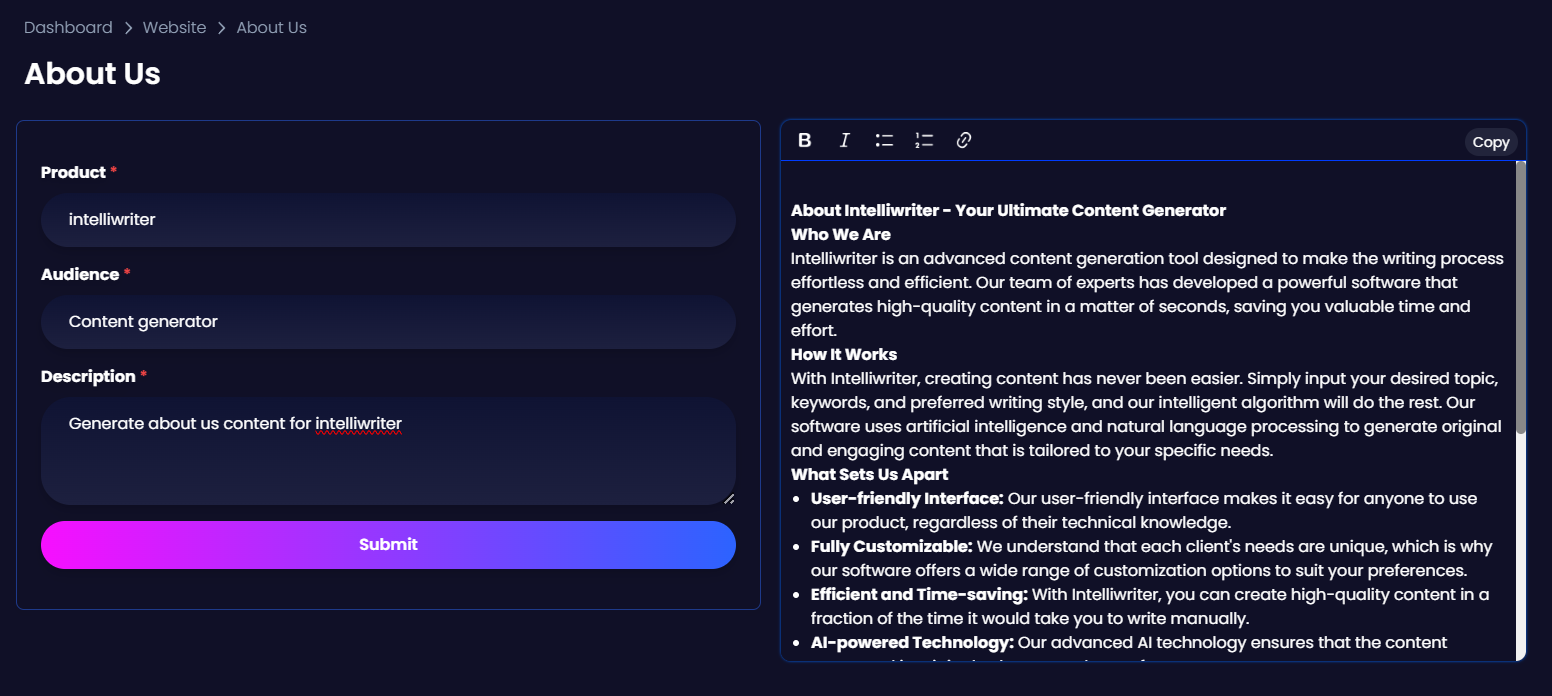 Dashboard > Website > About Us
About Us
Product *
intelliwriter
Audience *
Content generator
Description *
Generate about us content for intelliwriter
Submit
B I Copy
About Intelliwriter - Your Ultimate Content Generator
Who We Are
Intelliwriter is an advanced content generation tool designed to make the writing process
effortless and efficient. Our team of experts has developed a powerful software that
generates high-quality content in a matter of seconds, saving you valuable time and
effort.
How It Works
With Intelliwriter, creating content has never been easier. Simply input your desired topic,
keywords, and preferred writing style, and our intelligent algorithm will do the rest. Our
software uses artificial intelligence and natural language processing to generate original
and engaging content that is tailored to your specific needs.
What Sets Us Apart
• User-friendly Interface: Our user-friendly interface makes it easy for anyone to use
our product, regardless of their technical knowledge.
• Fully Customizable: We understand that each client's needs are unique, which is why
our software offers a wide range of customization options to suit your preferences.
• Efficient and Time-saving: With Intelliwriter, you can create high-quality content in a
fraction of the time it would take you to write manually.
• AI-powered Technology: Our advanced AI technology ensures that the content